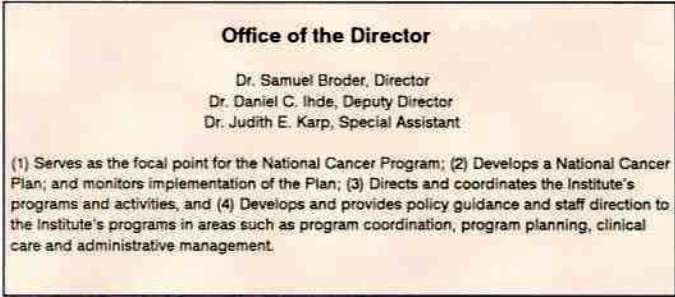 Office of the Director
Dr. Samuel Broder, Director
Dr. Daniel C. Ihde, Deputy Director
Dr. Judith E. Karp, Special Assistant
(1) Serves as the focal point for the National Cancer Program; (2) Develops a National Cancer
Plan; and monitors implementation of the Plan; (3) Directs and coordinates the Institute's
programs and activities, and (4) Develops and provides policy guidance and staff direction to
the Institute's programs in areas such as program coordination, program planning, clinical
care and administrative management.